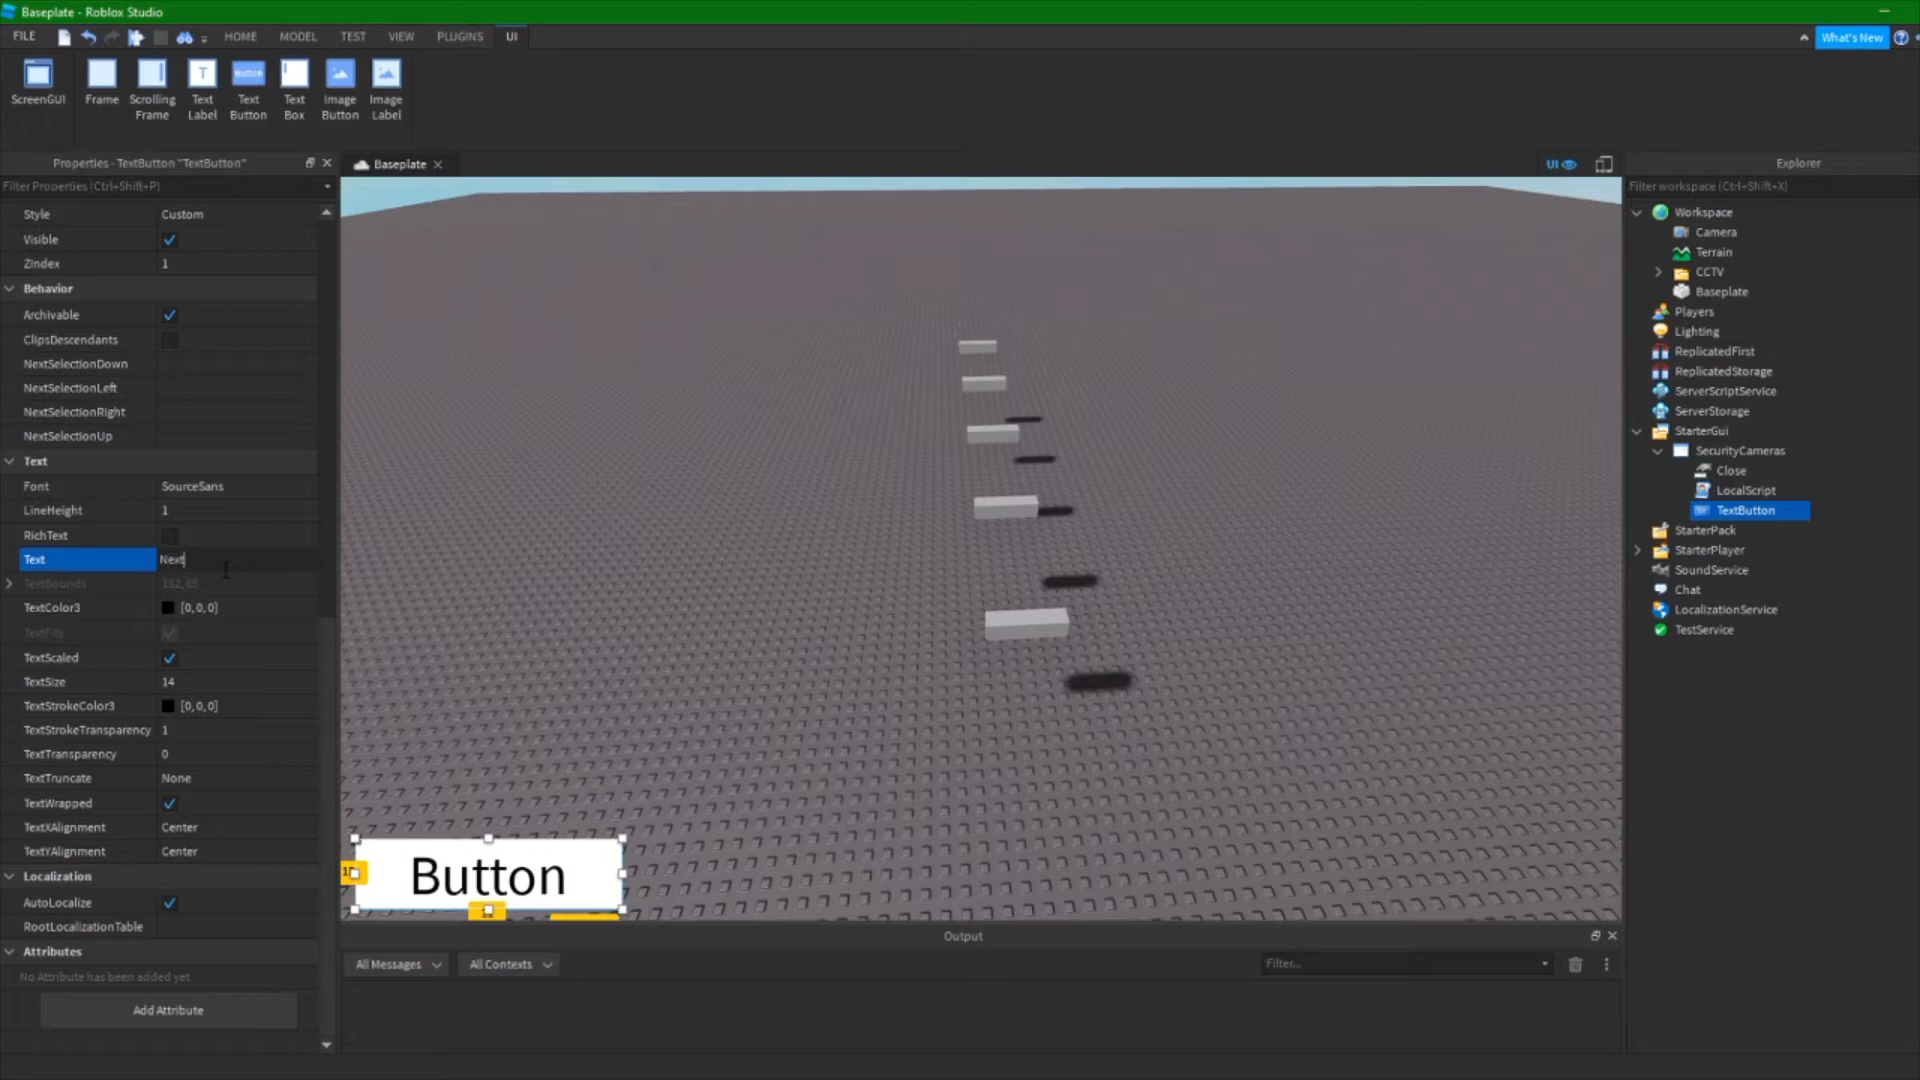 Baseplate - Roblox Studio
FILE
HOME
MODEL
TEST
VIEW
PLUGINS
UI
What's New
ScreenGUI
Frame
Scrolling
Frame
Text
Label
Button
Text
Button
Text
Box
Image
Button
Image
Label
Properties - TextButton "TextButton"
Filter Properties (Ctrl+Shift+P)
Style Custom
Visible
ZIndex 1
Behavior
Archivable
ClipsDescendants
NextSelectionDown
NextSelectionLeft
NextSelectionRight
NextSelectionUp
Text
Font SourceSans
LineHeight 1
RichText
Text Next
TextBounds
TextColor3 [0,0,0]
TextFits
TextScaled
TextSize 14
TextStrokeColor3 [0,0,0]
TextStrokeTransparency 1
TextTransparency 0
TextTruncate None
TextWrapped
TextXAlignment Center
TextYAlignment Center
Localization
AutoLocalize
RootLocalizationTable
Attributes
No Attribute has been added yet
Add Attribute
Baseplate
UI
Button
Output
All Messages
All Contexts
Filter...
Explorer
Filter workspace (Ctrl+Shift+X)
Workspace
Camera
Terrain
CCTV
Baseplate
Players
Lighting
ReplicatedFirst
ReplicatedStorage
ServerScriptService
ServerStorage
StarterGui
SecurityCameras
Close
LocalScript
TextButton
StarterPack
StarterPlayer
SoundService
Chat
LocalizationService
TestService